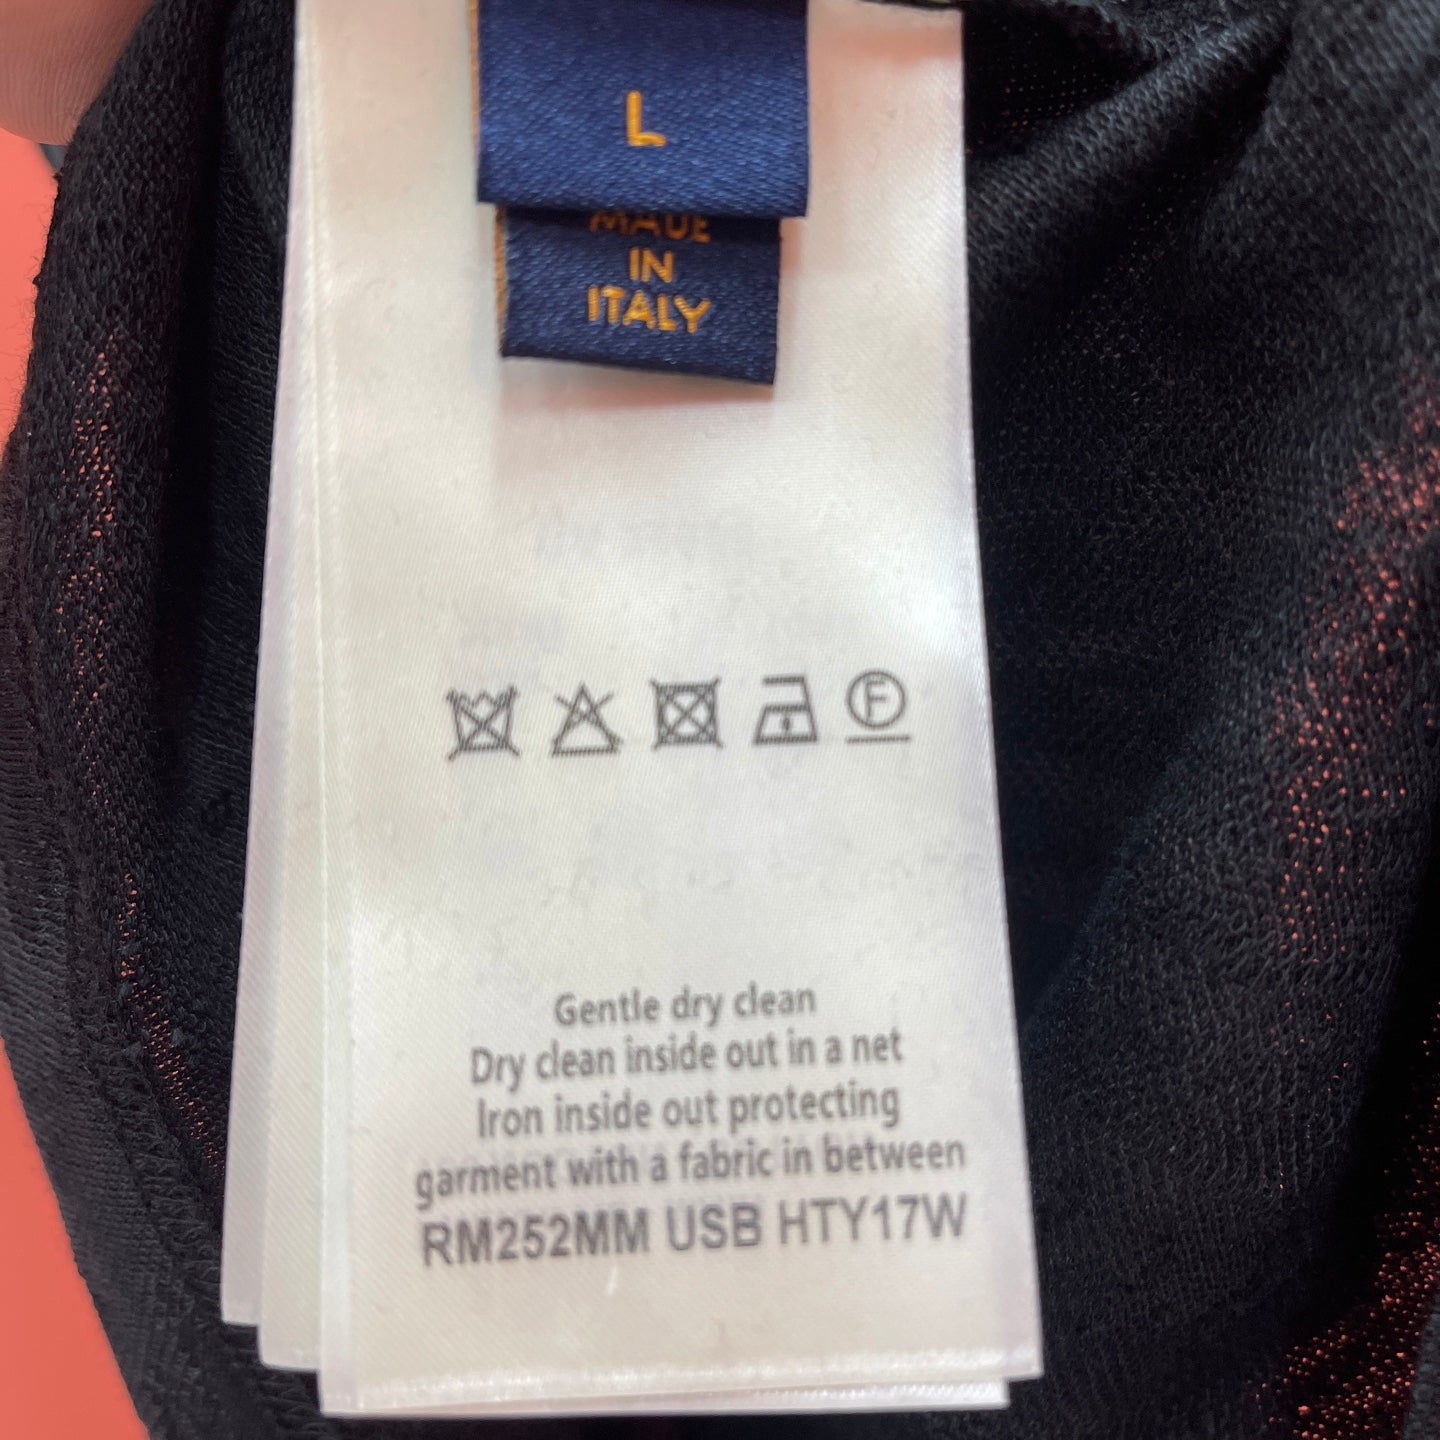 L
MADE
IN
ITALY
F
Gentle dry clean
Dry clean inside out in a net
Iron inside out protecting
garment with a fabric in between
RM252MM USB HTY17W